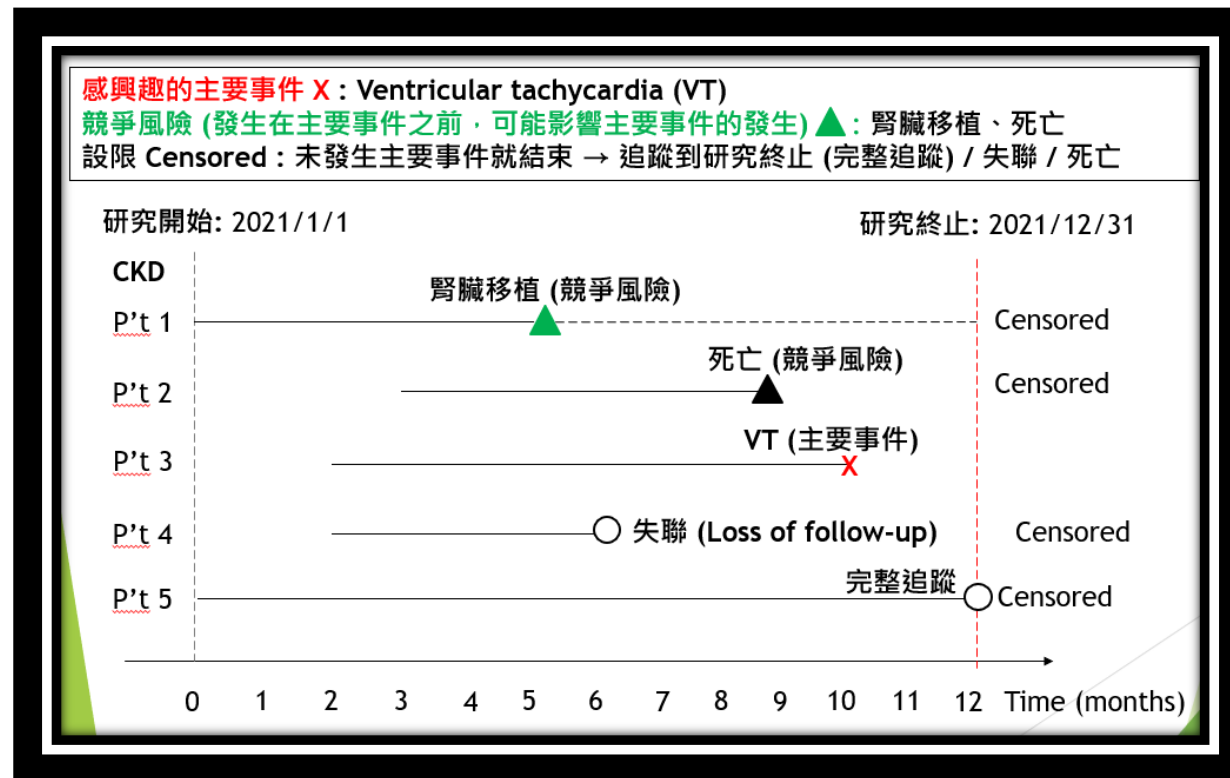 感興趣的主要事件 X : Ventricular tachycardia (VT)
競爭風險 (發生在主要事件之前，可能影響主要事件的發生) ▲ : 腎臟移植、死亡
設限 Censored : 未發生主要事件就結束 → 追蹤到研究終止 (完整追蹤) / 失聯 / 死亡
研究開始: 2021/1/1
研究終止: 2021/12/31
CKD
腎臟移植 (競爭風險)
P't 1
Censored
死亡 (競爭風險)
P't 2
Censored
VT (主要事件)
P't 3
X
P't 4
失聯 (Loss of follow-up)
Censored
完整追蹤
P't 5
Censored
0 1 2 3 4 5 6 7 8 9 10 11 12 Time (months)